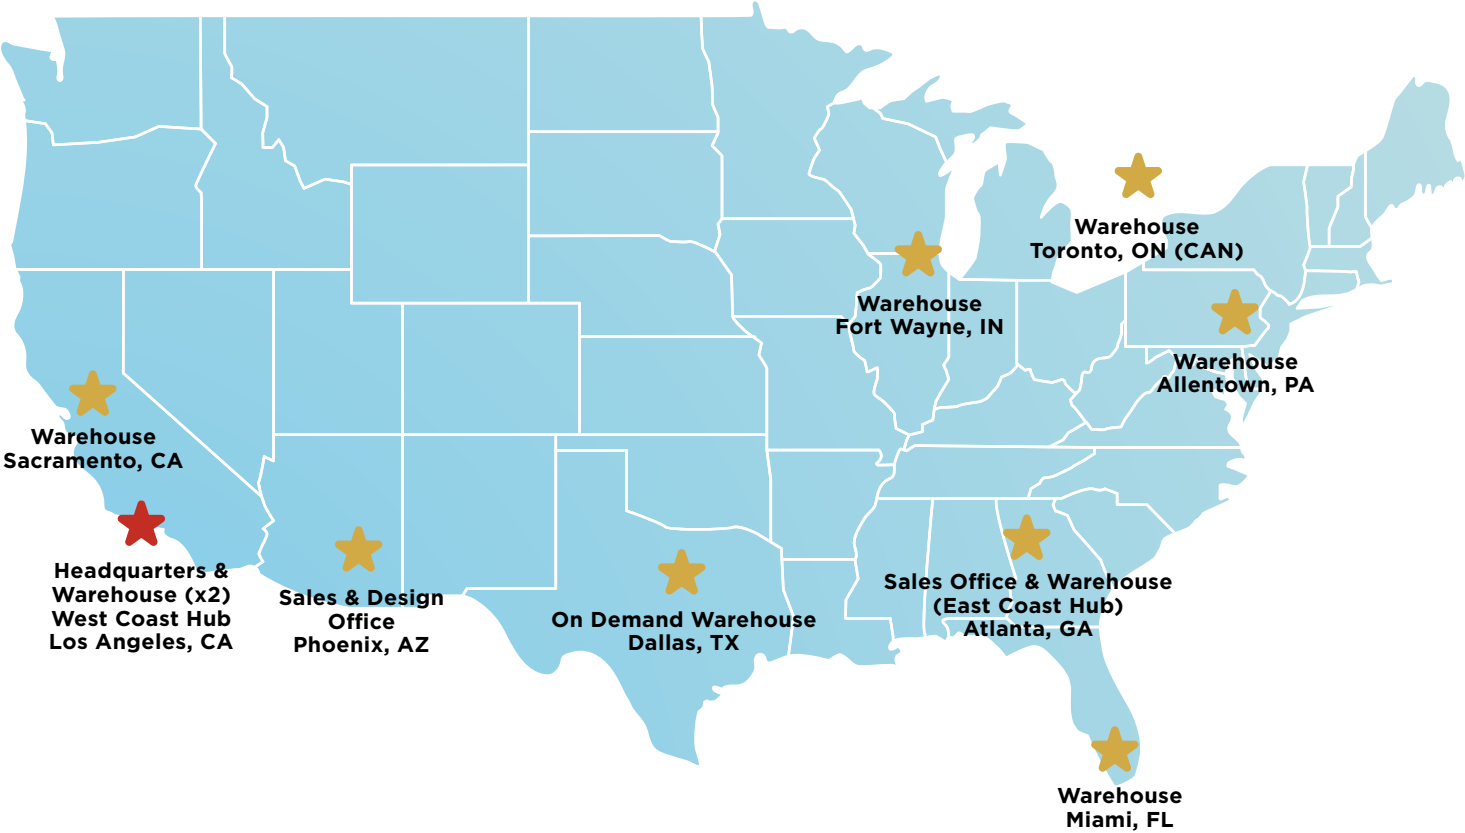 Warehouse
Toronto, ON (CAN)
Warehouse
Fort Wayne, IN
Warehouse
Allentown, PA
Warehouse
Sacramento, CA
Headquarters &
Warehouse (x2)
West Coast Hub
Los Angeles, CA
Sales & Design
Office
Phoenix, AZ
On Demand Warehouse
Dallas, TX
Sales Office & Warehouse
(East Coast Hub)
Atlanta, GA
Warehouse
Miami, FL